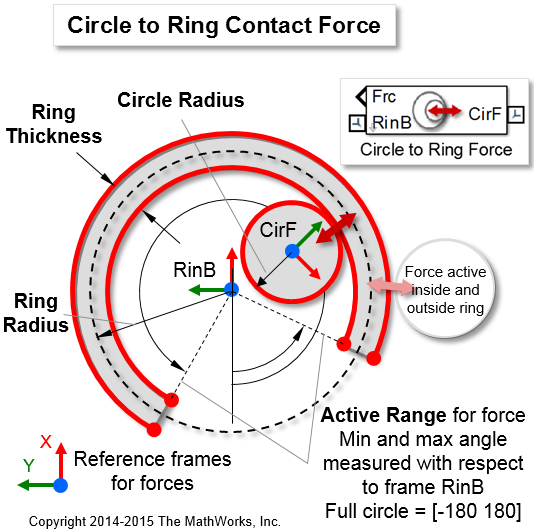 Circle to Ring Contact Force
Circle Radius
Ring
Thickness
Frc
RinB
CirF
Circle to Ring Force
CirF
RinB
Force active
inside and
outside ring
Ring
Radius
Active Range for force
Min and max angle
measured with respect
to frame RinB
Full circle = [-180 180]
X
Y
Reference frames
for forces
Copyright 2014-2015 The MathWorks, Inc.